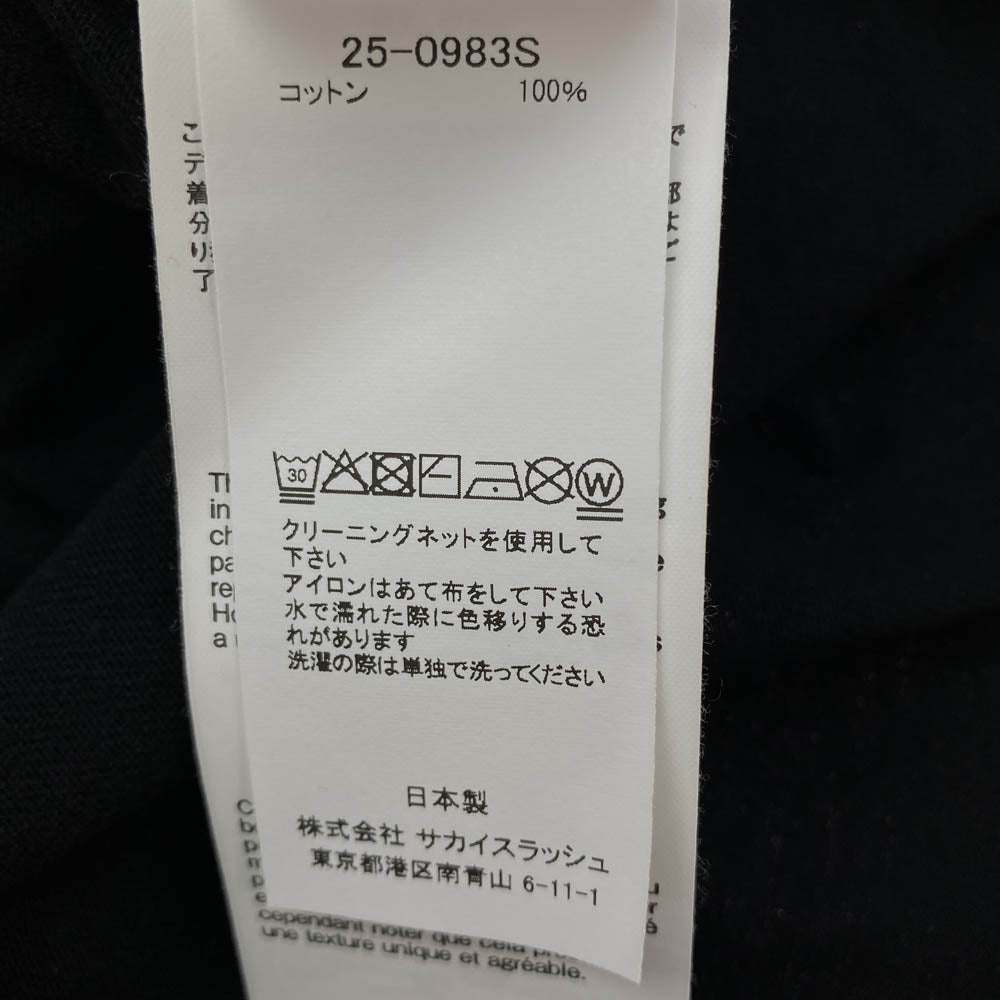 25-0983S
コットン 100%
30
W
クリーニングネットを使用して
下さい
アイロンはあて布をして下さい
水で濡れた際に色移りする恐
れがあります
洗濯の際は単独で洗ってください
日本製
株式会社 サカイスラッシュ
東京都港区南青山 6-11-1
cependant noter que cela
une texture unique et agréable.